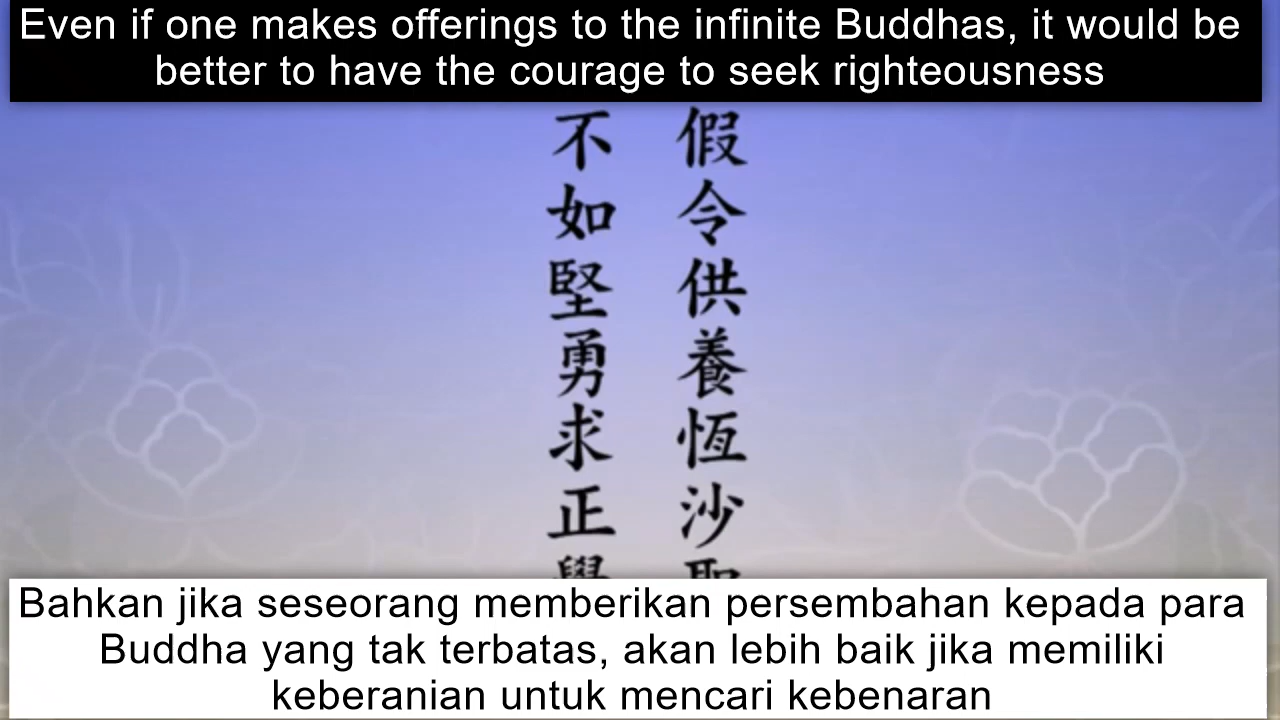 Even if one makes offerings to the infinite Buddhas, it would be
better to have the courage to seek righteousness
假令供養恆沙
不如堅勇求正
Bahkan jika seseorang memberikan persembahan kepada para
Buddha yang tak terbatas, akan lebih baik jika memiliki
keberanian untuk mencari kebenaran